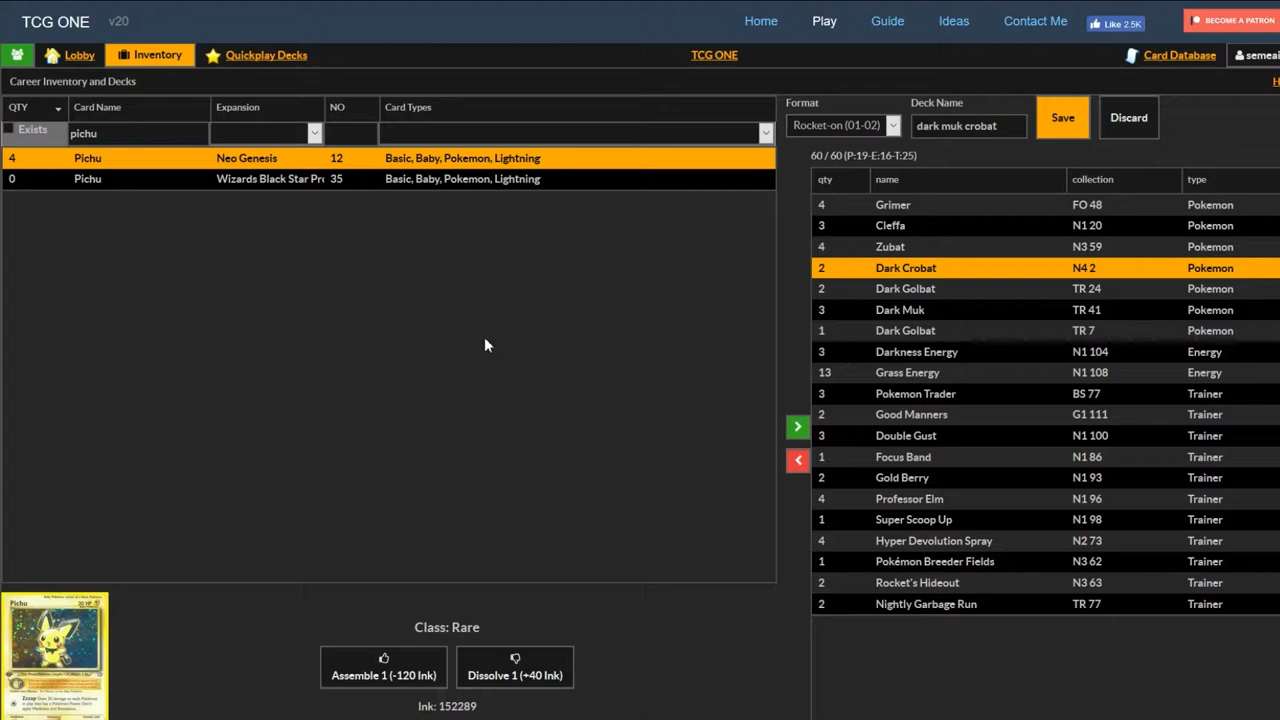 TCG ONE v20 Home Play Guide Ideas Contact Me Like 2.5K BECOME A PATRON
Lobby Inventory Quickplay Decks TCG ONE Card Database semeai
Career Inventory and Decks
QTY Card Name Expansion NO Card Types
Exists pichu
4 Pichu Neo Genesis 12 Basic, Baby, Pokemon, Lightning
0 Pichu Wizards Black Star Pr 35 Basic, Baby, Pokemon, Lightning
Format Deck Name
Rocket-on (01-02) dark muk crobat Save Discard
60 / 60 (P:19-E:16-T:25)
qty name collection type
4 Grimer FO 48 Pokemon
3 Cleffa N1 20 Pokemon
4 Zubat N3 59 Pokemon
2 Dark Crobat N4 2 Pokemon
2 Dark Golbat TR 24 Pokemon
3 Dark Muk TR 41 Pokemon
1 Dark Golbat TR 7 Pokemon
3 Darkness Energy N1 104 Energy
13 Grass Energy N1 108 Energy
3 Pokemon Trader BS 77 Trainer
2 Good Manners G1 111 Trainer
3 Double Gust N1 100 Trainer
1 Focus Band N1 86 Trainer
2 Gold Berry N1 93 Trainer
4 Professor Elm N1 96 Trainer
1 Super Scoop Up N1 98 Trainer
4 Hyper Devolution Spray N2 73 Trainer
1 Pokémon Breeder Fields N3 62 Trainer
2 Rocket's Hideout N3 63 Trainer
2 Nightly Garbage Run TR 77 Trainer
Pichu 30 HP
Zzzap
Class: Rare
Assemble 1 (-120 Ink) Dissolve 1 (+40 Ink)
Ink: 152289